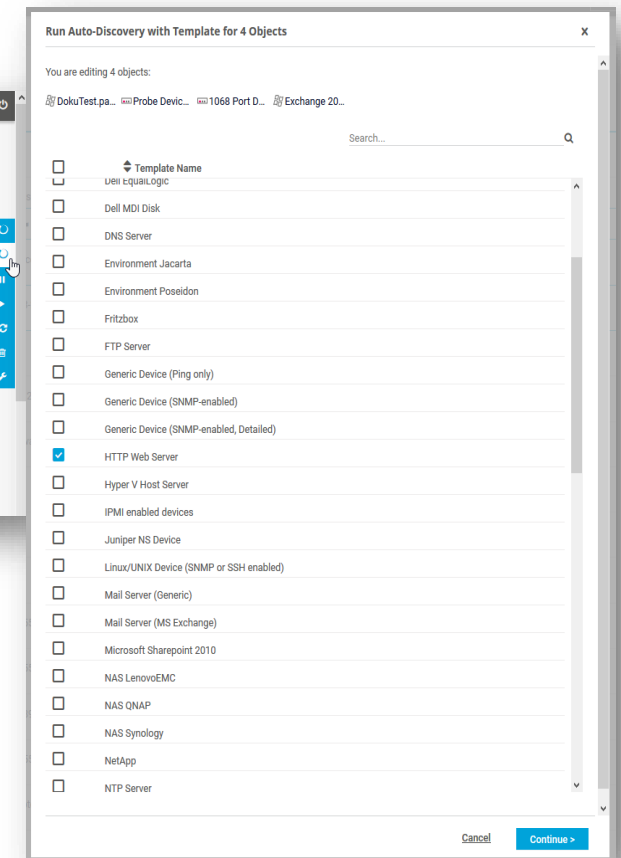 Run Auto-Discovery with Template for 4 Objects x
You are editing 4 objects:
DokuTest.pa... Probe Devic... 1068 Port D... Exchange 20...
Search...
Template Name
Dell EqualLogic
Dell MDI Disk
DNS Server
Environment Jacarta
Environment Poseidon
Fritzbox
FTP Server
Generic Device (Ping only)
Generic Device (SNMP-enabled)
Generic Device (SNMP-enabled, Detailed)
HTTP Web Server
Hyper V Host Server
IPMI enabled devices
Juniper NS Device
Linux/UNIX Device (SNMP or SSH enabled)
Mail Server (Generic)
Mail Server (MS Exchange)
Microsoft Sharepoint 2010
NAS LenovoEMC
NAS QNAP
NAS Synology
NetApp
NTP Server
Cancel Continue >